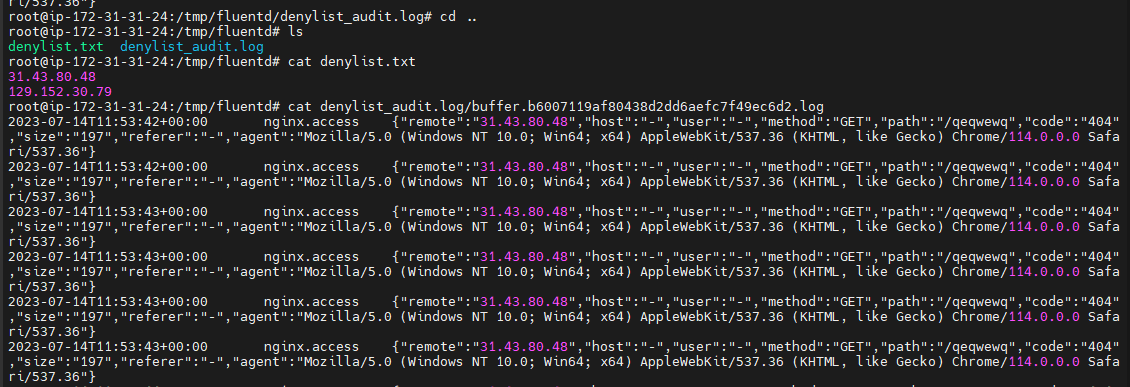 ri/537.36"}
root@ip-172-31-31-24:/tmp/fluentd/denylist_audit.log# cd ..
root@ip-172-31-31-24:/tmp/fluentd# ls
denylist.txt  denylist_audit.log
root@ip-172-31-31-24:/tmp/fluentd# cat denylist.txt
31.43.80.48
129.152.30.79
root@ip-172-31-31-24:/tmp/fluentd# cat denylist_audit.log/buffer.b6007119af80438d2dd6aefc7f49ec6d2.log
2023-07-14T11:53:42+00:00	nginx.access	{"remote":"31.43.80.48","host":"-","user":"-","method":"GET","path":"/qeqwewq","code":"404"
,"size":"197","referer":"-","agent":"Mozilla/5.0 (Windows NT 10.0; Win64; x64) AppleWebKit/537.36 (KHTML, like Gecko) Chrome/114.0.0.0 Safa
ri/537.36"}
2023-07-14T11:53:42+00:00	nginx.access	{"remote":"31.43.80.48","host":"-","user":"-","method":"GET","path":"/qeqwewq","code":"404"
,"size":"197","referer":"-","agent":"Mozilla/5.0 (Windows NT 10.0; Win64; x64) AppleWebKit/537.36 (KHTML, like Gecko) Chrome/114.0.0.0 Safa
ri/537.36"}
2023-07-14T11:53:43+00:00	nginx.access	{"remote":"31.43.80.48","host":"-","user":"-","method":"GET","path":"/qeqwewq","code":"404"
,"size":"197","referer":"-","agent":"Mozilla/5.0 (Windows NT 10.0; Win64; x64) AppleWebKit/537.36 (KHTML, like Gecko) Chrome/114.0.0.0 Safa
ri/537.36"}
2023-07-14T11:53:43+00:00	nginx.access	{"remote":"31.43.80.48","host":"-","user":"-","method":"GET","path":"/qeqwewq","code":"404"
,"size":"197","referer":"-","agent":"Mozilla/5.0 (Windows NT 10.0; Win64; x64) AppleWebKit/537.36 (KHTML, like Gecko) Chrome/114.0.0.0 Safa
ri/537.36"}
2023-07-14T11:53:43+00:00	nginx.access	{"remote":"31.43.80.48","host":"-","user":"-","method":"GET","path":"/qeqwewq","code":"404"
,"size":"197","referer":"-","agent":"Mozilla/5.0 (Windows NT 10.0; Win64; x64) AppleWebKit/537.36 (KHTML, like Gecko) Chrome/114.0.0.0 Safa
ri/537.36"}
2023-07-14T11:53:43+00:00	nginx.access	{"remote":"31.43.80.48","host":"-","user":"-","method":"GET","path":"/qeqwewq","code":"404"
,"size":"197","referer":"-","agent":"Mozilla/5.0 (Windows NT 10.0; Win64; x64) AppleWebKit/537.36 (KHTML, like Gecko) Chrome/114.0.0.0 Safa
ri/537.36"}